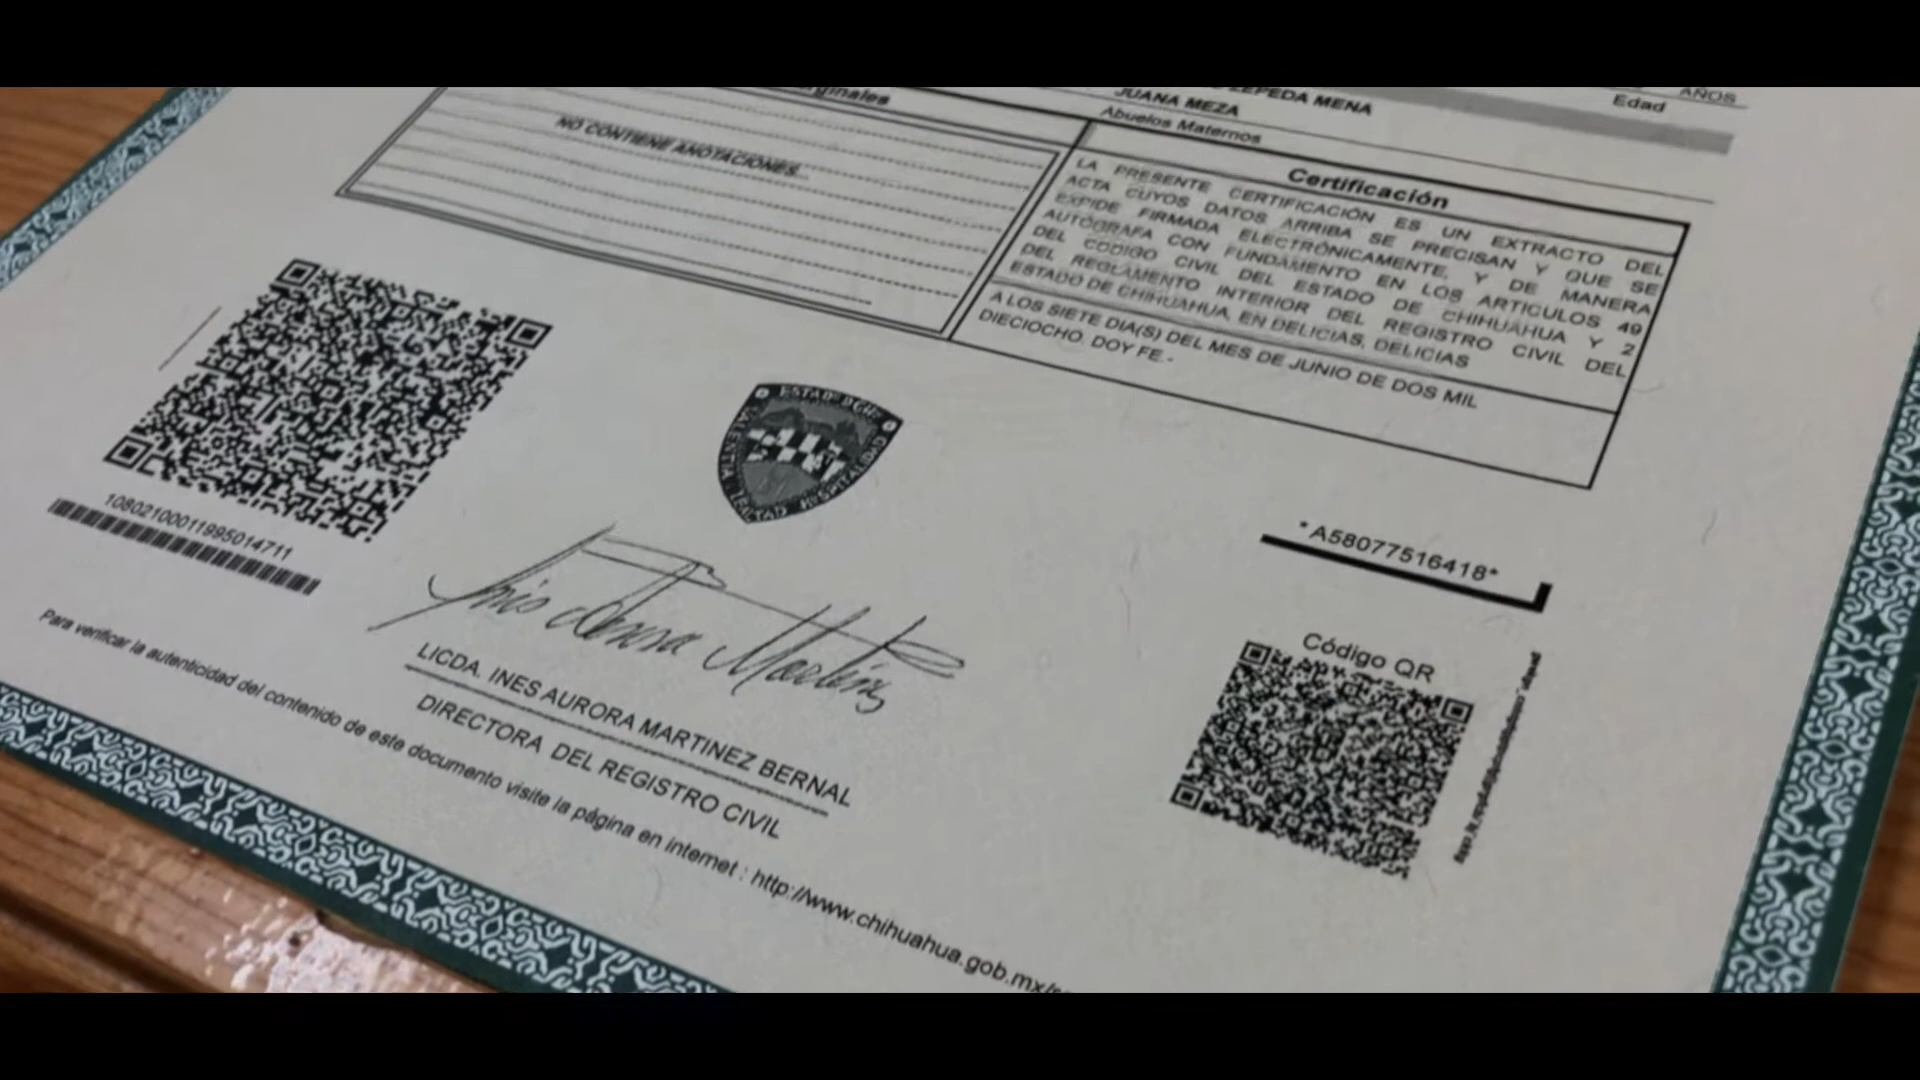 AÑOS
Edad
ZEPEDA MENA
JUANA MEZA
Abuelos Maternos
NO CONTIENE ANOTACIONES...
Certificación
LA PRESENTE CERTIFICACIÓN ES UN EXTRACTO DEL
ACTA CUYOS DATOS ARRIBA SE PRECISAN Y QUE SE
EXPIDE FIRMADA ELECTRÓNICAMENTE, Y DE MANERA
AUTÓGRAFA CON FUNDAMENTO EN LOS ARTICULOS 49
DEL CODIGO CIVIL DEL ESTADO DE CHIHUAHUA Y 2
DEL REGLAMENTO INTERIOR DEL REGISTRO CIVIL DEL
ESTADO DE CHIHUAHUA, EN DELICIAS, DELICIAS
A LOS SIETE DIA(S) DEL MES DE JUNIO DE DOS MIL
DIECIOCHO. DOY FE.-
10802100011995014711
*A58077516418*
Código QR
LICDA. INES AURORA MARTINEZ BERNAL
DIRECTORA DEL REGISTRO CIVIL
Para verificar la autenticidad del contenido de este documento visite la página en internet : http://www.chihuahua.gob.mx/